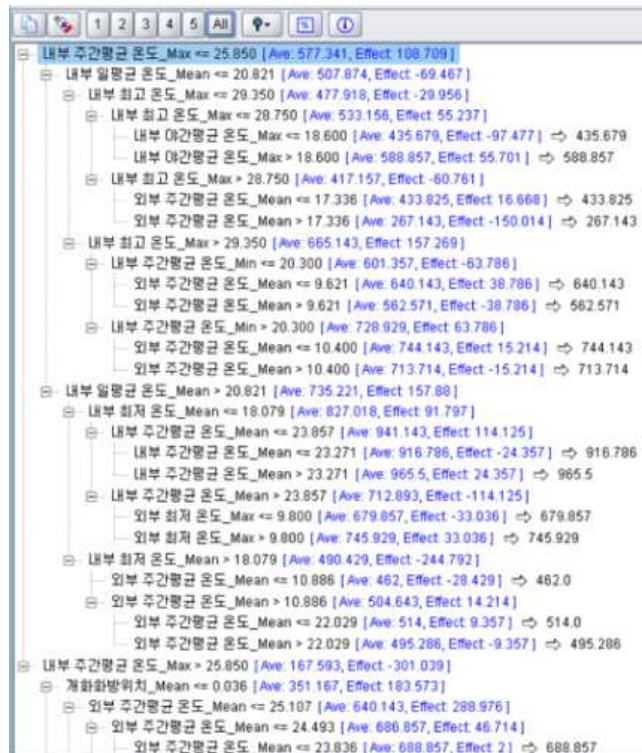 1 2 3 4 5 All
내부 주간평균 온도_Max <= 25.850 [Ave: 577.341, Effect: 108.709]
내부 일평균 온도_Mean <= 20.821 [Ave: 507.874, Effect: -69.467]
내부 최고 온도_Max <= 29.350 [Ave: 477.918, Effect: -29.956]
내부 최고 온도_Max <= 28.750 [Ave: 533.156, Effect: 55.237]
내부 야간평균 온도_Max <= 18.600 [Ave: 435.679, Effect: -97.477] ⇨ 435.679
내부 야간평균 온도_Max > 18.600 [Ave: 588.857, Effect: 55.701] ⇨ 588.857
내부 최고 온도_Max > 28.750 [Ave: 417.157, Effect: -60.761]
외부 주간평균 온도_Mean <= 17.336 [Ave: 433.825, Effect: 16.668] ⇨ 433.825
외부 주간평균 온도_Mean > 17.336 [Ave: 267.143, Effect: -150.014] ⇨ 267.143
내부 최고 온도_Max > 29.350 [Ave: 665.143, Effect: 157.269]
내부 주간평균 온도_Min <= 20.300 [Ave: 601.357, Effect: -63.786]
외부 주간평균 온도_Mean <= 9.621 [Ave: 640.143, Effect: 38.786] ⇨ 640.143
외부 주간평균 온도_Mean > 9.621 [Ave: 562.571, Effect: -38.786] ⇨ 562.571
내부 주간평균 온도_Min > 20.300 [Ave: 728.929, Effect: 63.786]
외부 주간평균 온도_Mean <= 10.400 [Ave: 744.143, Effect: 15.214] ⇨ 744.143
외부 주간평균 온도_Mean > 10.400 [Ave: 713.714, Effect: -15.214] ⇨ 713.714
내부 일평균 온도_Mean > 20.821 [Ave: 735.221, Effect: 157.88]
내부 최저 온도_Mean <= 18.079 [Ave: 827.018, Effect: 91.797]
내부 주간평균 온도_Mean <= 23.857 [Ave: 941.143, Effect: 114.125]
내부 주간평균 온도_Mean <= 23.271 [Ave: 916.786, Effect: -24.357] ⇨ 916.786
내부 주간평균 온도_Mean > 23.271 [Ave: 965.5, Effect: 24.357] ⇨ 965.5
내부 주간평균 온도_Mean > 23.857 [Ave: 712.893, Effect: -114.125]
외부 최저 온도_Max <= 9.800 [Ave: 679.857, Effect: -33.036] ⇨ 679.857
외부 최저 온도_Max > 9.800 [Ave: 745.929, Effect: 33.036] ⇨ 745.929
내부 최저 온도_Mean > 18.079 [Ave: 490.429, Effect: -244.792]
외부 주간평균 온도_Mean <= 10.886 [Ave: 462, Effect: -28.429] ⇨ 462.0
외부 주간평균 온도_Mean > 10.886 [Ave: 504.643, Effect: 14.214]
외부 주간평균 온도_Mean <= 22.029 [Ave: 514, Effect: 9.357] ⇨ 514.0
외부 주간평균 온도_Mean > 22.029 [Ave: 495.286, Effect: -9.357] ⇨ 495.286
내부 주간평균 온도_Max > 25.850 [Ave: 167.593, Effect: -301.039]
개화화방위치_Mean <= 0.036 [Ave: 351.167, Effect: 183.573]
외부 주간평균 온도_Mean <= 25.107 [Ave: 640.143, Effect: 288.976]
외부 주간평균 온도_Mean <= 24.493 [Ave: 686.857, Effect: 46.714]
외부 주간평균 온도_Mean <= 23.836 [Ave: 688.857, Effect: 2] ⇨ 688.857